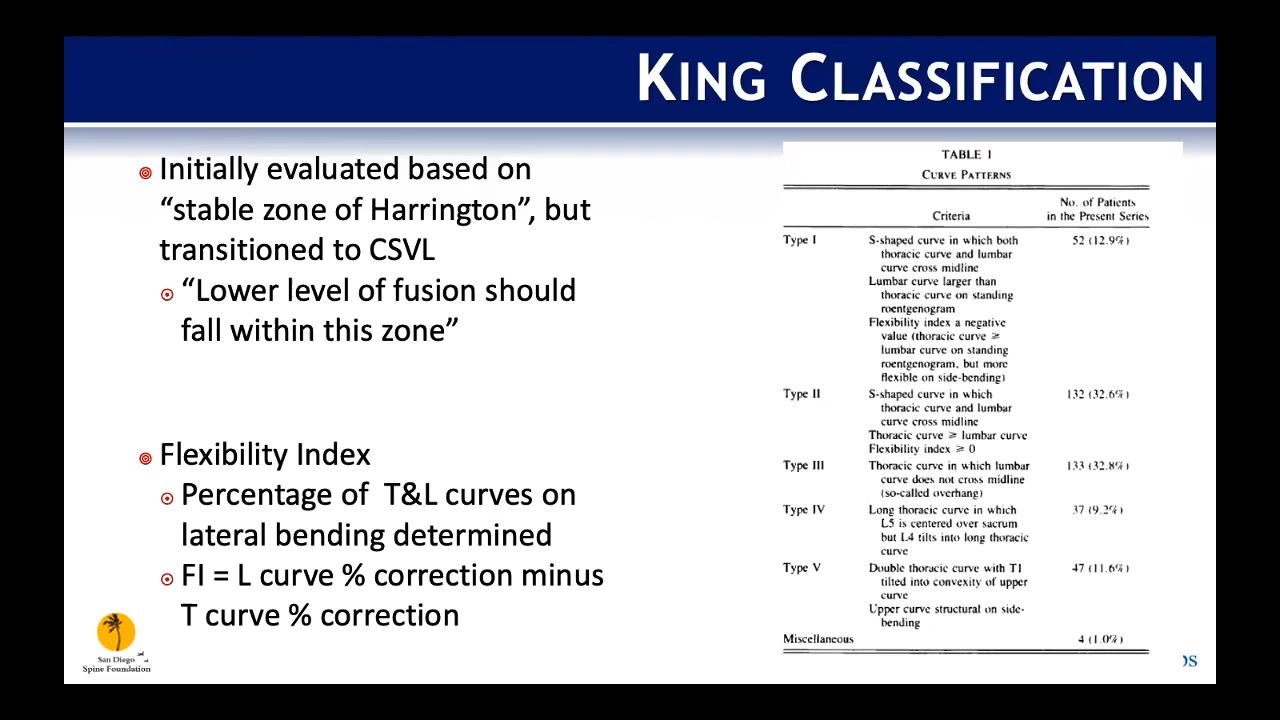 KING CLASSIFICATION
Initially evaluated based on
“stable zone of Harrington”, but
transitioned to CSVL
“Lower level of fusion should
fall within this zone”
Flexibility Index
Percentage of T&L curves on
lateral bending determined
FI = L curve % correction minus
T curve % correction
San Diego
Spine Foundation
TABLE I
CURVE PATTERNS
No. of Patients
Criteria in the Present Series
Type I S-shaped curve in which both 52 (12.9%)
thoracic curve and lumbar
curve cross midline
Lumbar curve larger than
thoracic curve on standing
roentgenogram
Flexibility index a negative
value (thoracic curve ≥
lumbar curve on standing
roentgenogram, but more
flexible on side-bending)
Type II S-shaped curve in which 132 (32.6%)
thoracic curve and lumbar
curve cross midline
Thoracic curve ≥ lumbar curve
Flexibility index ≥ 0
Type III Thoracic curve in which lumbar 133 (32.8%)
curve does not cross midline
(so-called overhang)
Type IV Long thoracic curve in which 37 (9.2%)
L5 is centered over sacrum
but L4 tilts into long thoracic
curve
Type V Double thoracic curve with T1 47 (11.6%)
tilted into convexity of upper
curve
Upper curve structural on side-
bending
Miscellaneous 4 (1.0%)